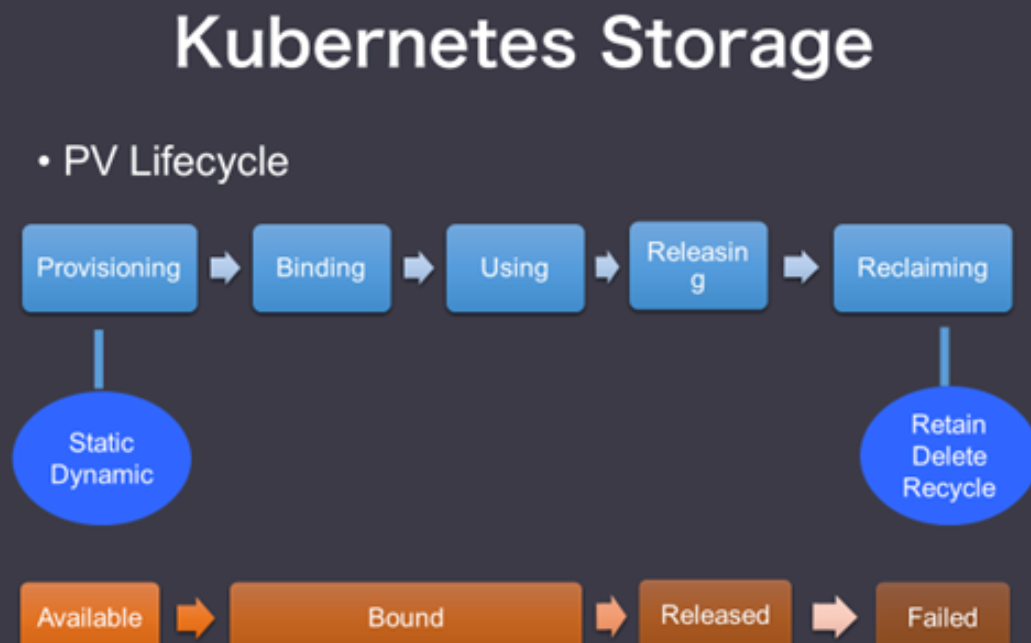 Kubernetes Storage
• PV Lifecycle
Provisioning
Binding
Using
Releasin
g
Reclaiming
Static
Dynamic
Retain
Delete
Recycle
Available
Bound
Released
Failed